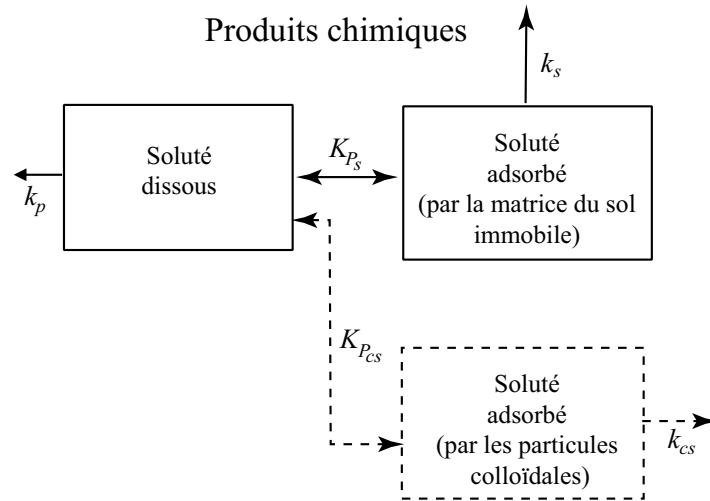 Produits chimiques
k_s
Soluté
dissous
K_{P_s}
Soluté
adsorbé
(par la matrice du sol
immobile)
k_p
K_{P_{cs}}
Soluté
adsorbé
(par les particules
colloïdales)
k_{cs}